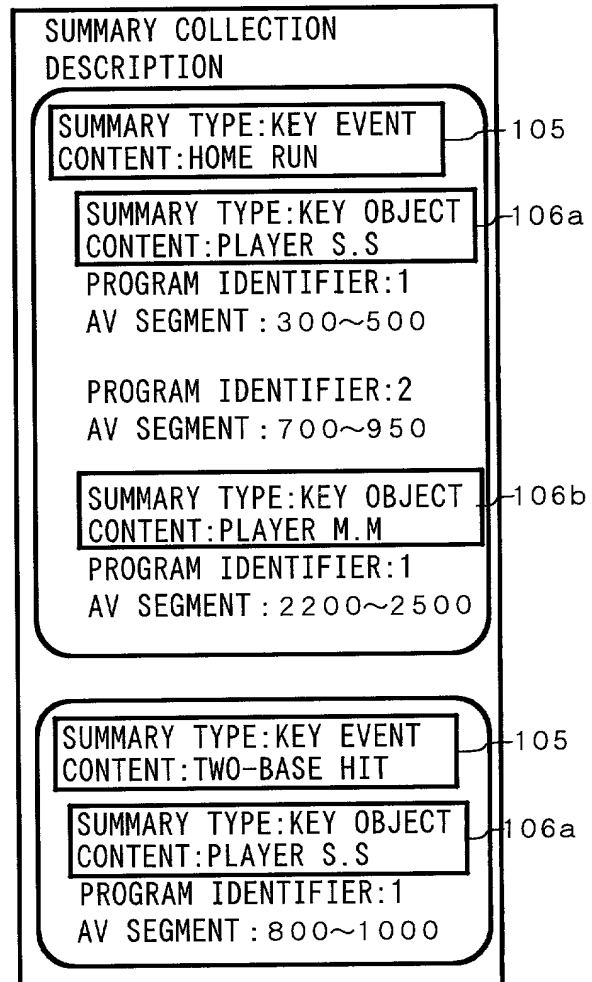 SUMMARY COLLECTION
DESCRIPTION
SUMMARY TYPE:KEY EVENT
CONTENT:HOME RUN
105
SUMMARY TYPE:KEY OBJECT
CONTENT:PLAYER S.S
106a
PROGRAM IDENTIFIER:1
AV SEGMENT:300~500
PROGRAM IDENTIFIER:2
AV SEGMENT:700~950
SUMMARY TYPE:KEY OBJECT
CONTENT:PLAYER M.M
106b
PROGRAM IDENTIFIER:1
AV SEGMENT:2200~2500
SUMMARY TYPE:KEY EVENT
CONTENT:TWO-BASE HIT
105
SUMMARY TYPE:KEY OBJECT
CONTENT:PLAYER S.S
106a
PROGRAM IDENTIFIER:1
AV SEGMENT:800~1000